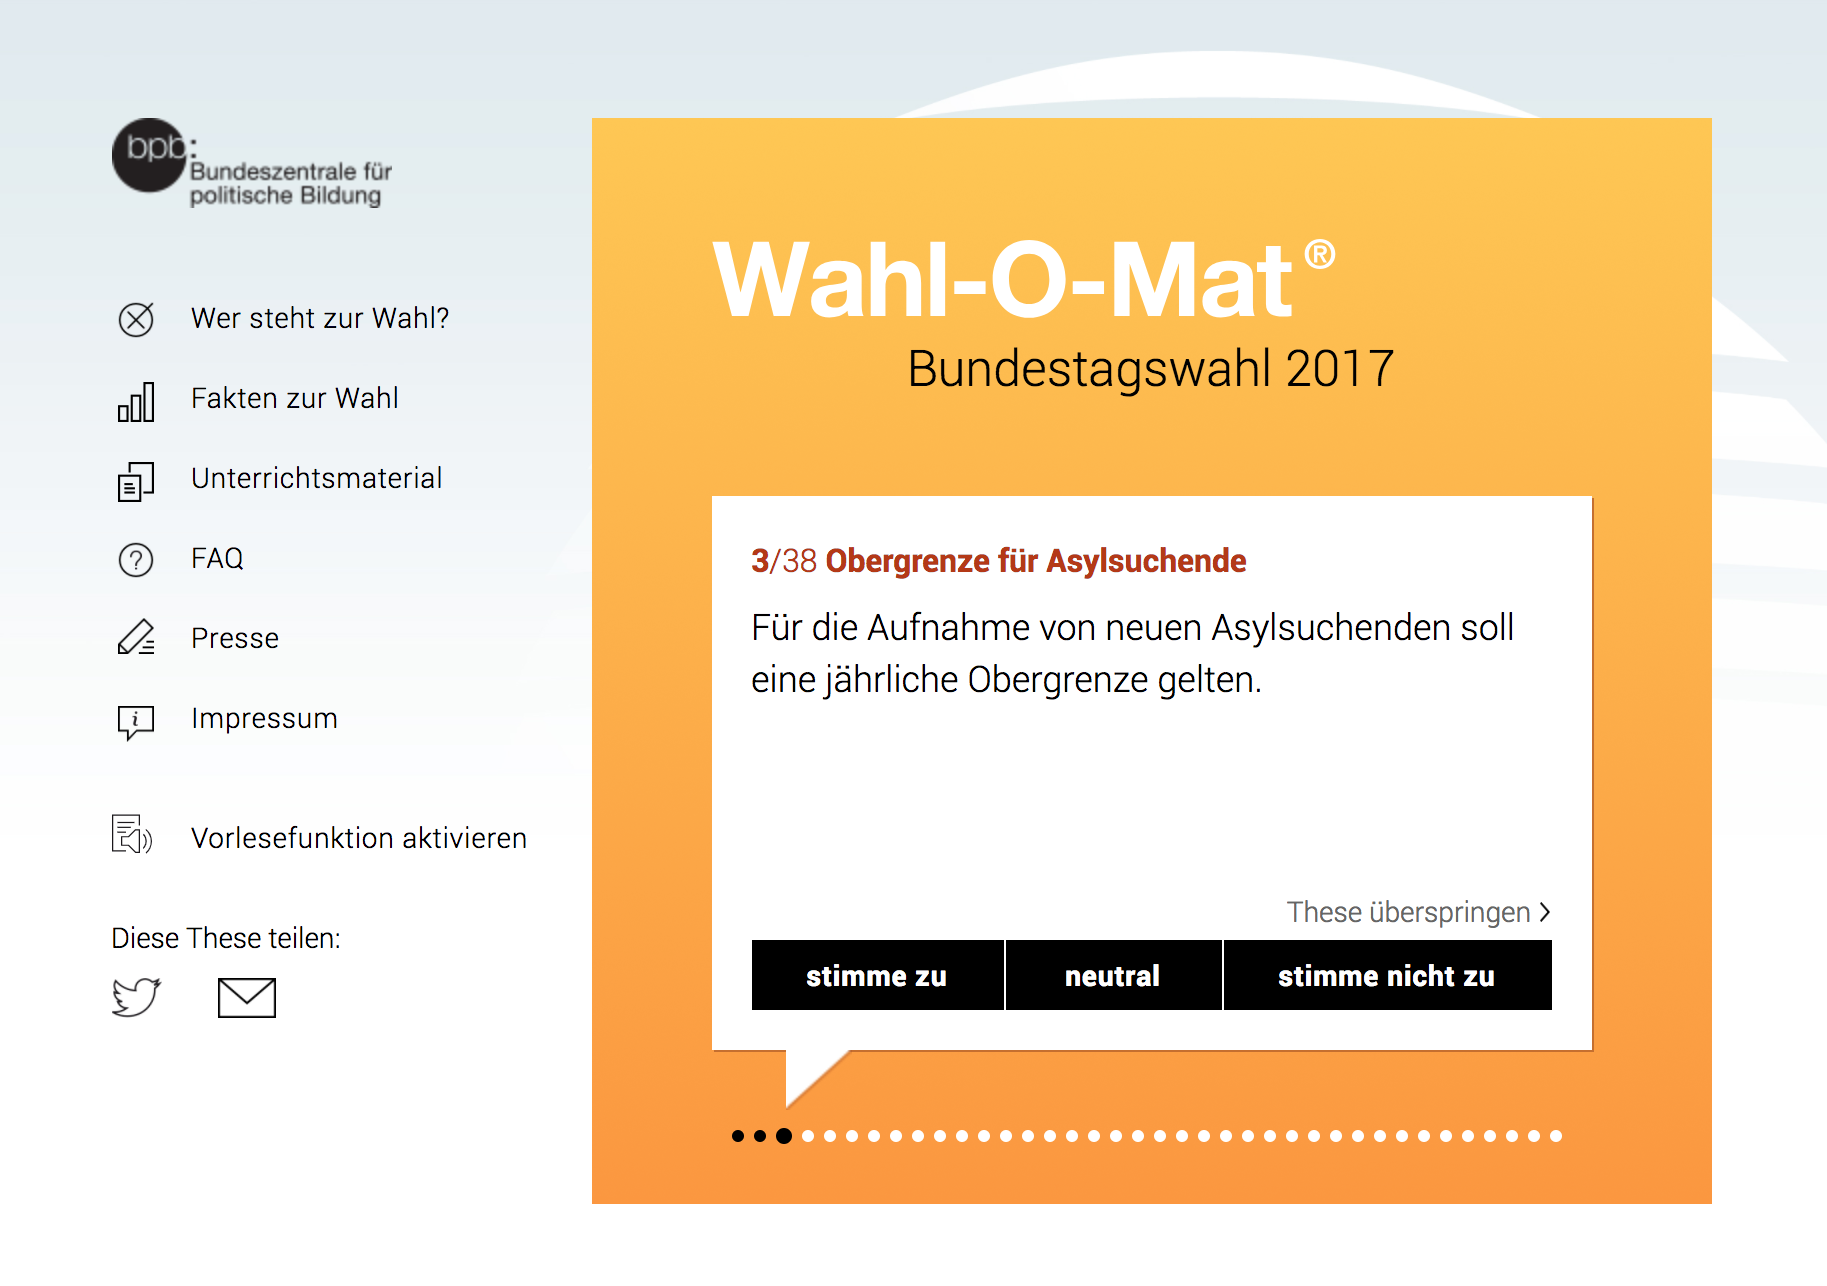 bpb:
Bundeszentrale für
politische Bildung
Wer steht zur Wahl?
Fakten zur Wahl
Unterrichtsmaterial
FAQ
Presse
Impressum
Vorlesefunktion aktivieren
Diese These teilen:
Wahl-O-Mat®
Bundestagswahl 2017
3/38 Obergrenze für Asylsuchende
Für die Aufnahme von neuen Asylsuchenden soll
eine jährliche Obergrenze gelten.
These überspringen >
stimme zu neutral stimme nicht zu